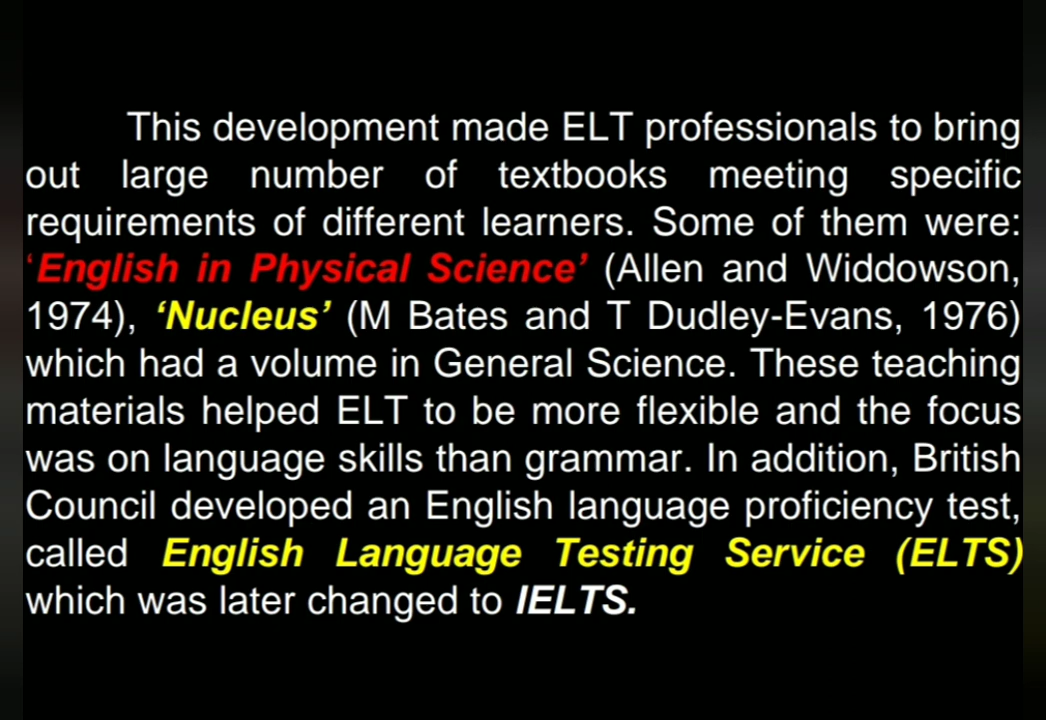 This development made ELT professionals to bring
out large number of textbooks meeting specific
requirements of different learners. Some of them were:
‘English in Physical Science’ (Allen and Widdowson,
1974), ‘Nucleus’ (M Bates and T Dudley-Evans, 1976)
which had a volume in General Science. These teaching
materials helped ELT to be more flexible and the focus
was on language skills than grammar. In addition, British
Council developed an English language proficiency test,
called English Language Testing Service (ELTS)
which was later changed to IELTS.